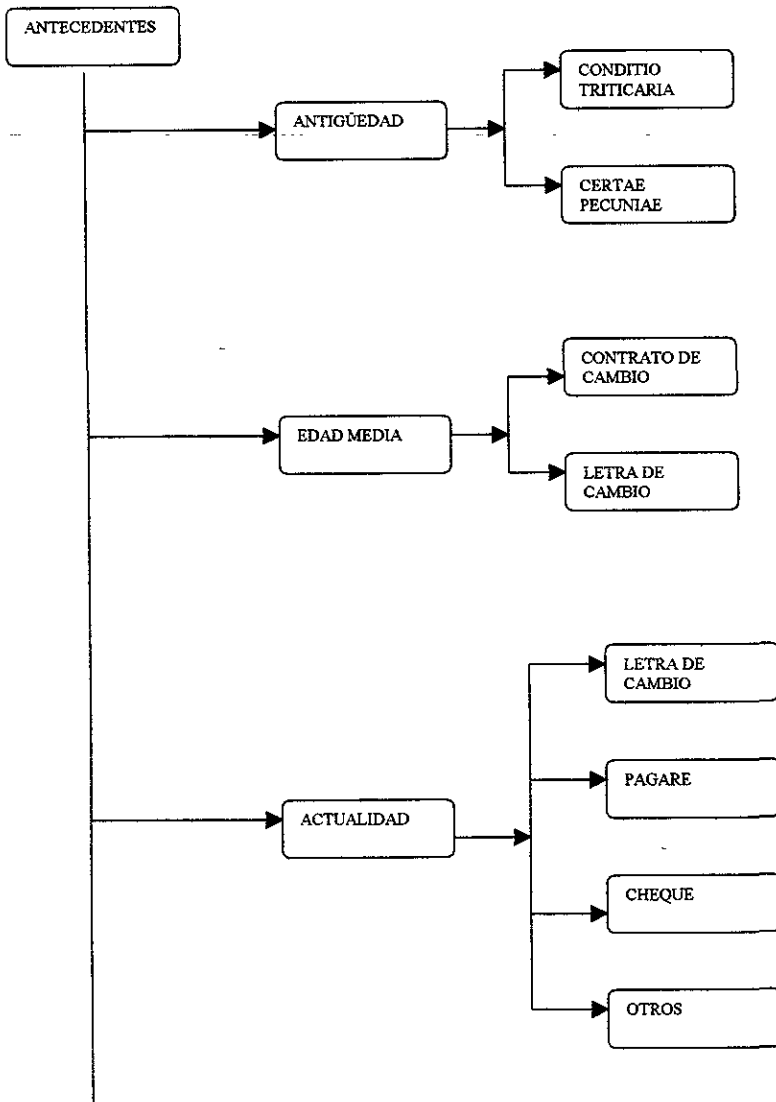 ANTECEDENTES
ANTIGÜEDAD
CONDITIO
TRITICARIA
CERTAE
PECUNIAE
EDAD MEDIA
CONTRATO DE
CAMBIO
LETRA DE
CAMBIO
ACTUALIDAD
LETRA DE
CAMBIO
PAGARE
CHEQUE
OTROS